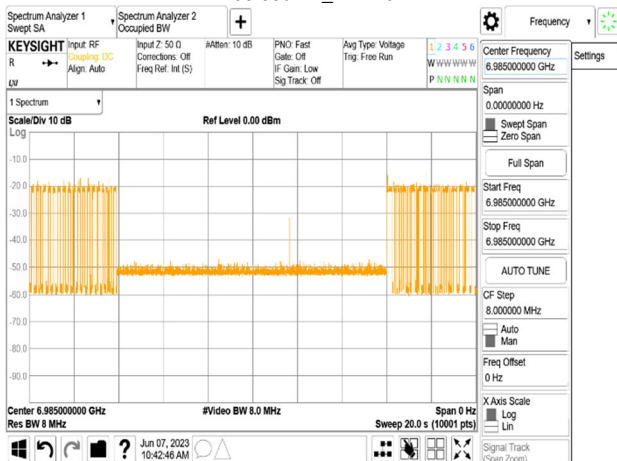 Spectrum Analyzer 1
Swept SA
Spectrum Analyzer 2
Occupied BW
+
Frequency
KEYSIGHT
R
Input: RF
Coupling: DC
Align: Auto
Input Z: 50 Ω
Corrections: Off
Freq Ref: Int (S)
#Atten: 10 dB
PNO: Fast
Gate: Off
IF Gain: Low
Sig Track: Off
Avg Type: Voltage
Trig: Free Run
1 2 3 4 5 6
W W W W W W
P N N N N N
Center Frequency
6.985000000 GHz
Settings
Span
0.00000000 Hz
Swept Span
Zero Span
Full Span
Start Freq
6.985000000 GHz
Stop Freq
6.985000000 GHz
AUTO TUNE
CF Step
8.000000 MHz
Auto
Man
Freq Offset
0 Hz
X Axis Scale
Log
Lin
Signal Track
(Span Zoom)
1 Spectrum
Scale/Div 10 dB
Ref Level 0.00 dBm
Log
-10.0
-20.0
-30.0
-40.0
-50.0
-60.0
-70.0
-80.0
-90.0
Center 6.985000000 GHz
#Video BW 8.0 MHz
Span 0 Hz
Res BW 8 MHz
Sweep 20.0 s (10001 pts)
?
Jun 07, 2023
10:42:46 AM